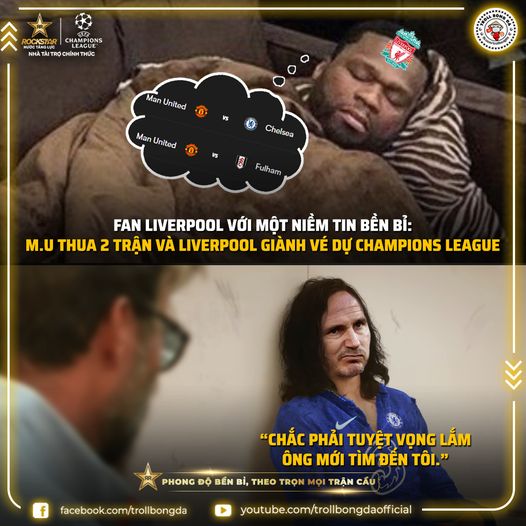 ROCKSTAR
NƯỚC TĂNG LỰC
CHAMPIONS
LEAGUE
NHÀ TÀI TRỢ CHÍNH THỨC
TROLL BÓNG ĐÁ
Man United
vs
Chelsea
Man United
vs
Fulham
FAN LIVERPOOL VỚI MỘT NIỀM TIN BỀN BỈ:
M.U THUA 2 TRẬN VÀ LIVERPOOL GIÀNH VÉ DỰ CHAMPIONS LEAGUE
“CHẮC PHẢI TUYỆT VỌNG LẮM
ÔNG MỚI TÌM ĐẾN TÔI.”
PHONG ĐỘ BỀN BỈ, THEO TRỌN MỌI TRẬN CẦU
facebook.com/trollbongda
youtube.com/trollbongdaofficial